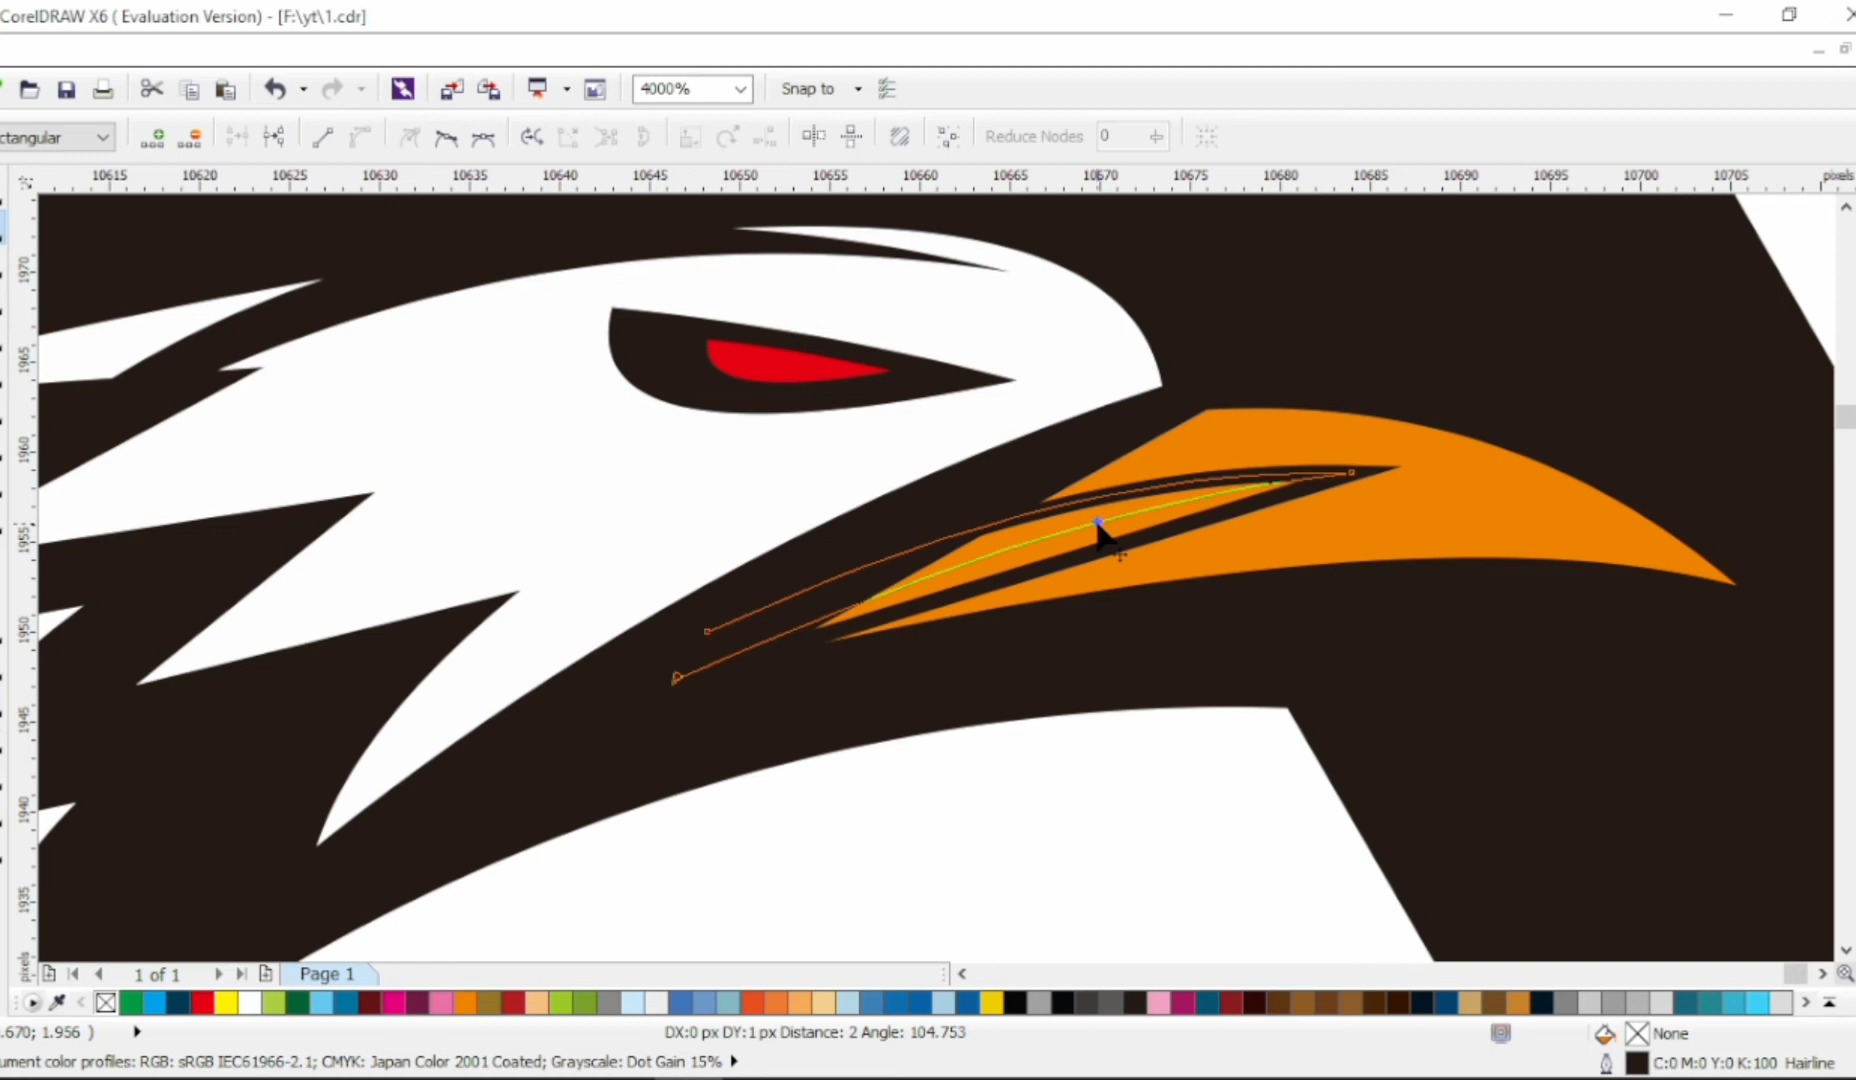 CorelDRAW X6 ( Evaluation Version) - [F:\yt\1.cdr]
4000% Snap to
ctangular Reduce Nodes 0
10615 10620 10625 10630 10635 10640 10645 10650 10655 10660 10665 10670 10675 10680 10685 10690 10695 10700 10705 pixels
1970
1965
1960
1955
1950
1945
1940
1935
pixels
1 of 1 Page 1
.670; 1.956 ) DX:0 px DY:1 px Distance: 2 Angle: 104.753 None
ument color profiles: RGB: sRGB IEC61966-2.1; CMYK: Japan Color 2001 Coated; Grayscale: Dot Gain 15% C:0 M:0 Y:0 K:100 Hairline